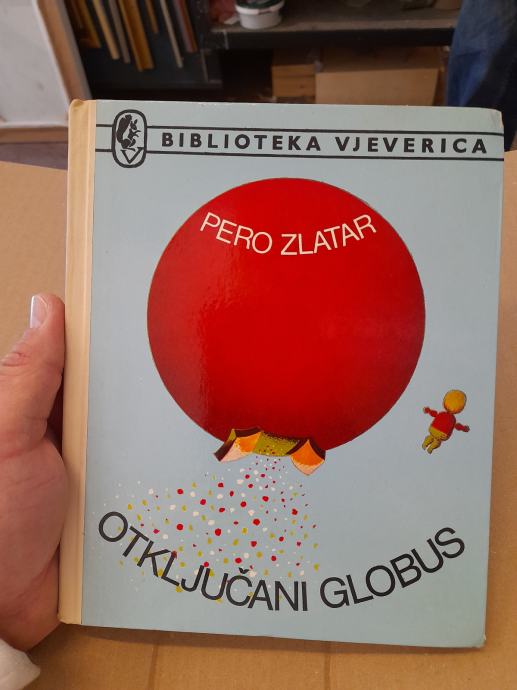 BIBLIOTEKA VJEVERICA
PERO ZLATAR
OTKLJUČANI GLOBUS